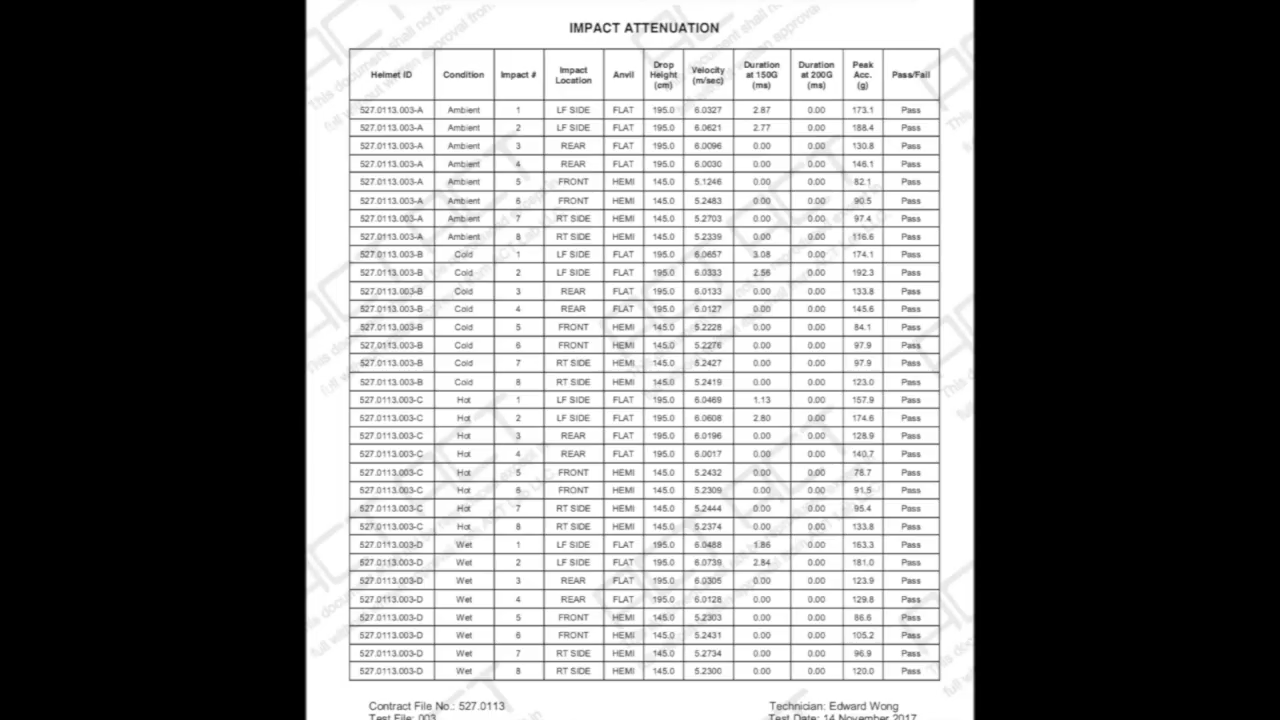 IMPACT ATTENUATION
Helmet ID Condition Impact # Impact Location Anvil Drop Height (cm) Velocity (m/sec) Duration at 150G (ms) Duration at 200G (ms) Peak Acc. (g) Pass/Fail
527.0113.003-A Ambient 1 LF SIDE FLAT 195.0 6.0327 2.87 0.00 173.1 Pass
527.0113.003-A Ambient 2 LF SIDE FLAT 195.0 6.0621 2.77 0.00 188.4 Pass
527.0113.003-A Ambient 3 REAR FLAT 195.0 6.0096 0.00 0.00 130.8 Pass
527.0113.003-A Ambient 4 REAR FLAT 195.0 6.0030 0.00 0.00 146.1 Pass
527.0113.003-A Ambient 5 FRONT HEMI 145.0 5.1246 0.00 0.00 82.1 Pass
527.0113.003-A Ambient 6 FRONT HEMI 145.0 5.2483 0.00 0.00 90.5 Pass
527.0113.003-A Ambient 7 RT SIDE HEMI 145.0 5.2703 0.00 0.00 97.4 Pass
527.0113.003-A Ambient 8 RT SIDE HEMI 145.0 5.2339 0.00 0.00 116.6 Pass
527.0113.003-B Cold 1 LF SIDE FLAT 195.0 6.0657 3.08 0.00 174.1 Pass
527.0113.003-B Cold 2 LF SIDE FLAT 195.0 6.0333 2.56 0.00 192.3 Pass
527.0113.003-B Cold 3 REAR FLAT 195.0 6.0133 0.00 0.00 133.8 Pass
527.0113.003-B Cold 4 REAR FLAT 195.0 6.0127 0.00 0.00 145.6 Pass
527.0113.003-B Cold 5 FRONT HEMI 145.0 5.2228 0.00 0.00 84.1 Pass
527.0113.003-B Cold 6 FRONT HEMI 145.0 5.2276 0.00 0.00 97.9 Pass
527.0113.003-B Cold 7 RT SIDE HEMI 145.0 5.2427 0.00 0.00 97.9 Pass
527.0113.003-B Cold 8 RT SIDE HEMI 145.0 5.2419 0.00 0.00 123.0 Pass
527.0113.003-C Hot 1 LF SIDE FLAT 195.0 6.0469 1.13 0.00 157.9 Pass
527.0113.003-C Hot 2 LF SIDE FLAT 195.0 6.0608 2.80 0.00 174.6 Pass
527.0113.003-C Hot 3 REAR FLAT 195.0 6.0196 0.00 0.00 128.9 Pass
527.0113.003-C Hot 4 REAR FLAT 195.0 6.0017 0.00 0.00 140.7 Pass
527.0113.003-C Hot 5 FRONT HEMI 145.0 5.2432 0.00 0.00 78.7 Pass
527.0113.003-C Hot 6 FRONT HEMI 145.0 5.2309 0.00 0.00 91.5 Pass
527.0113.003-C Hot 7 RT SIDE HEMI 145.0 5.2444 0.00 0.00 95.4 Pass
527.0113.003-C Hot 8 RT SIDE HEMI 145.0 5.2374 0.00 0.00 133.8 Pass
527.0113.003-D Wet 1 LF SIDE FLAT 195.0 6.0488 1.86 0.00 163.3 Pass
527.0113.003-D Wet 2 LF SIDE FLAT 195.0 6.0739 2.84 0.00 181.0 Pass
527.0113.003-D Wet 3 REAR FLAT 195.0 6.0305 0.00 0.00 123.9 Pass
527.0113.003-D Wet 4 REAR FLAT 195.0 6.0128 0.00 0.00 129.8 Pass
527.0113.003-D Wet 5 FRONT HEMI 145.0 5.2303 0.00 0.00 86.6 Pass
527.0113.003-D Wet 6 FRONT HEMI 145.0 5.2431 0.00 0.00 105.2 Pass
527.0113.003-D Wet 7 RT SIDE HEMI 145.0 5.2734 0.00 0.00 96.9 Pass
527.0113.003-D Wet 8 RT SIDE HEMI 145.0 5.2300 0.00 0.00 120.0 Pass
Contract File No.: 527.0113 Technician: Edward Wong
Test File: 003 Test Date: 14 November 2017